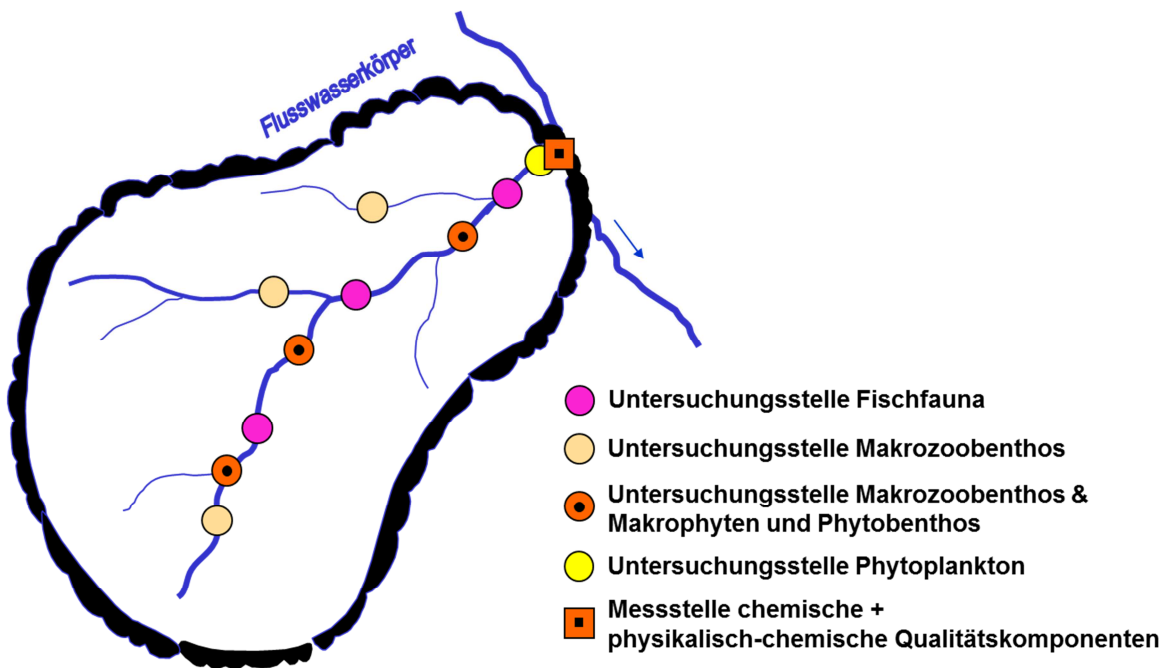 Flusswasserkörper
Untersuchungsstelle Fischfauna
Untersuchungsstelle Makrozoobenthos
Untersuchungsstelle Makrozoobenthos &
Makrophyten und Phytobenthos
Untersuchungsstelle Phytoplankton
Messstelle chemische +
physikalisch-chemische Qualitätskomponenten